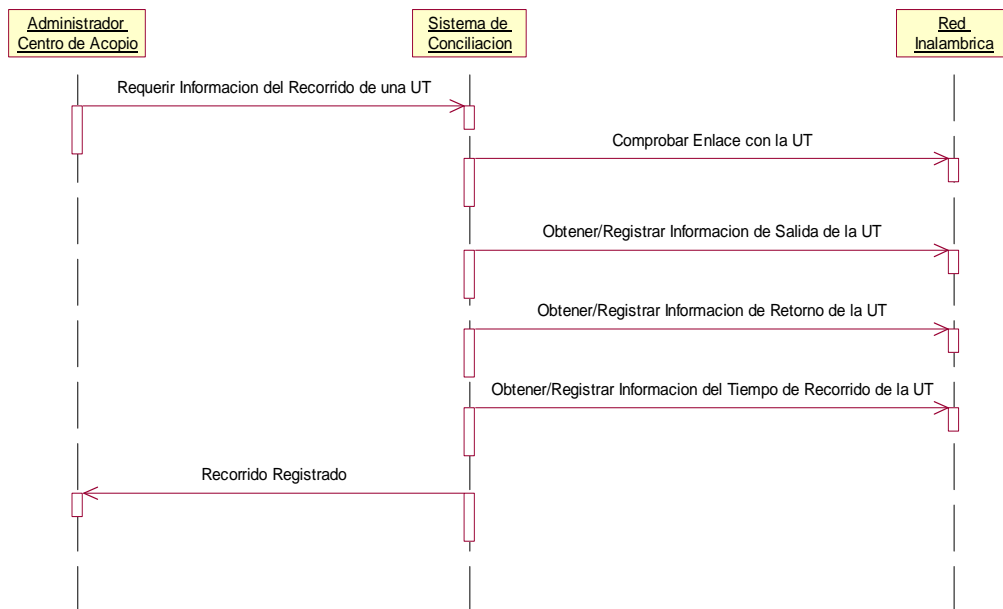 Administrador
Centro de Acopio
Sistema de
Conciliacion
Red
Inalambrica
Requerir Informacion del Recorrido de una UT
Comprobar Enlace con la UT
Obtener/Registrar Informacion de Salida de la UT
Obtener/Registrar Informacion de Retorno de la UT
Obtener/Registrar Informacion del Tiempo de Recorrido de la UT
Recorrido Registrado